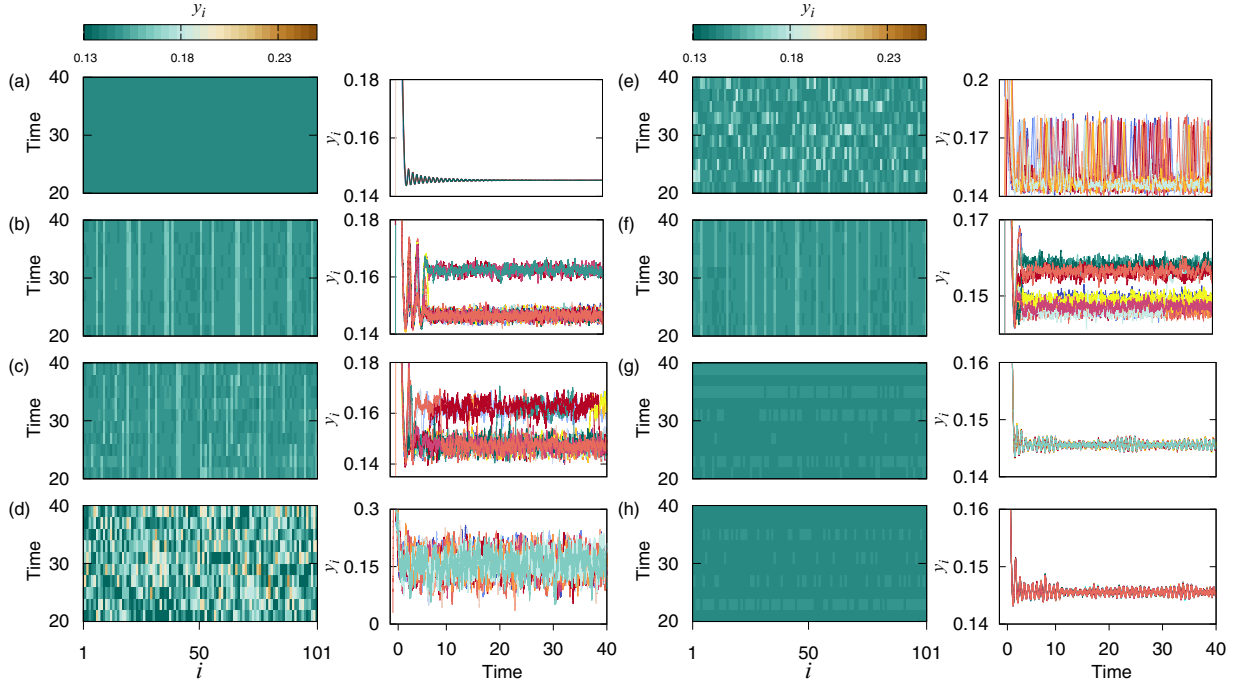 y_i y_i
0.13 0.18 0.23 0.13 0.18 0.23
(a) Time 40 30 20 y_i 0.18 0.16 0.14
(e) Time 40 30 20 y_i 0.2 0.17 0.14
(b) Time 40 30 20 y_i 0.18 0.16 0.14
(f) Time 40 30 20 y_i 0.17 0.15
(c) Time 40 30 20 y_i 0.18 0.16 0.14
(g) Time 40 30 20 y_i 0.16 0.15 0.14
(d) Time 40 30 20 y_i 0.3 0.15 0
(h) Time 40 30 20 y_i 0.16 0.15 0.14
1 50 101 0 10 20 30 40 1 50 101 0 10 20 30 40
i Time i Time